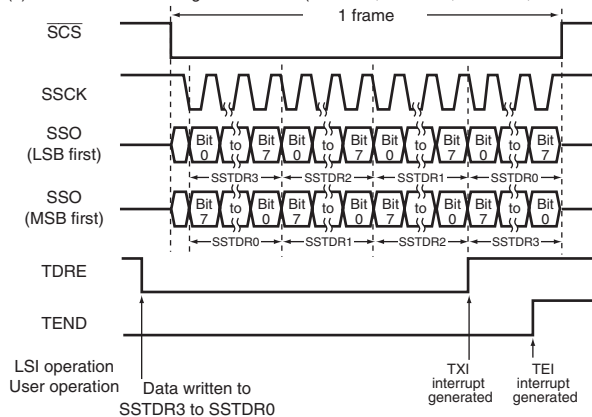 1 frame
SCS
SSCK
SSO
(LSB first)
Bit 0 to Bit 7 Bit 0 to Bit 7 Bit 0 to Bit 7 Bit 0 to Bit 7
SSTDR3 SSTDR2 SSTDR1 SSTDR0
SSO
(MSB first)
Bit 7 to Bit 0 Bit 7 to Bit 0 Bit 7 to Bit 0 Bit 7 to Bit 0
SSTDR0 SSTDR1 SSTDR2 SSTDR3
TDRE
TEND
LSI operation
User operation
Data written to
SSTDR3 to SSTDR0
TXI
interrupt
generated
TEI
interrupt
generated